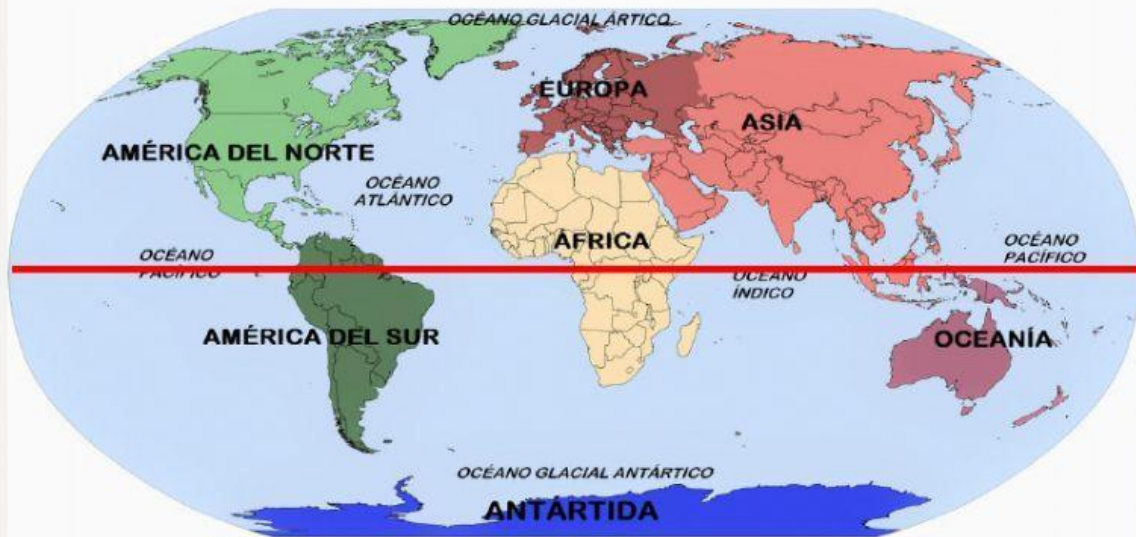 OCÉANO GLACIAL ÁRTICO
EUROPA
ASIA
AMÉRICA DEL NORTE
OCÉANO
ATLÁNTICO
ÁFRICA
OCÉANO
PACÍFICO
OCÉANO
PACÍFICO
OCÉANO
ÍNDICO
AMÉRICA DEL SUR
OCEANÍA
OCÉANO GLACIAL ANTÁRTICO
ANTÁRTIDA